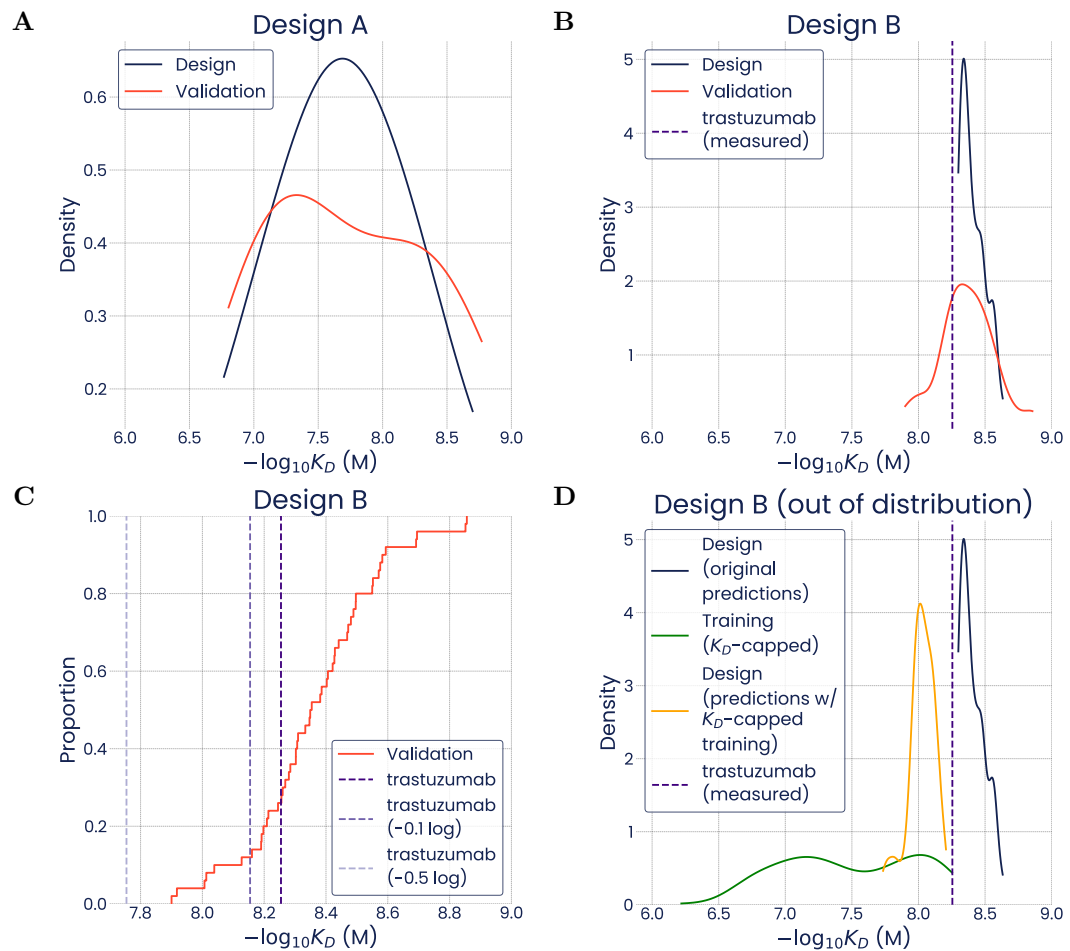 A
Design A
Design
Validation
Density
0.6
0.5
0.4
0.3
0.2
6.0 6.5 7.0 7.5 8.0 8.5 9.0
−log₁₀K_D (M)
B
Design B
Design
Validation
trastuzumab
(measured)
Density
5
4
3
2
1
6.0 6.5 7.0 7.5 8.0 8.5 9.0
−log₁₀K_D (M)
C
Design B
Proportion
1.0
0.8
0.6
0.4
0.2
0.0
Validation
trastuzumab
trastuzumab
(−0.1 log)
trastuzumab
(−0.5 log)
7.8 8.0 8.2 8.4 8.6 8.8 9.0
−log₁₀K_D (M)
D
Design B (out of distribution)
Design
(original
predictions)
Training
(K_D-capped)
Design
(predictions w/
K_D-capped
training)
trastuzumab
(measured)
Density
5
4
3
2
1
0
6.0 6.5 7.0 7.5 8.0 8.5 9.0
−log₁₀K_D (M)